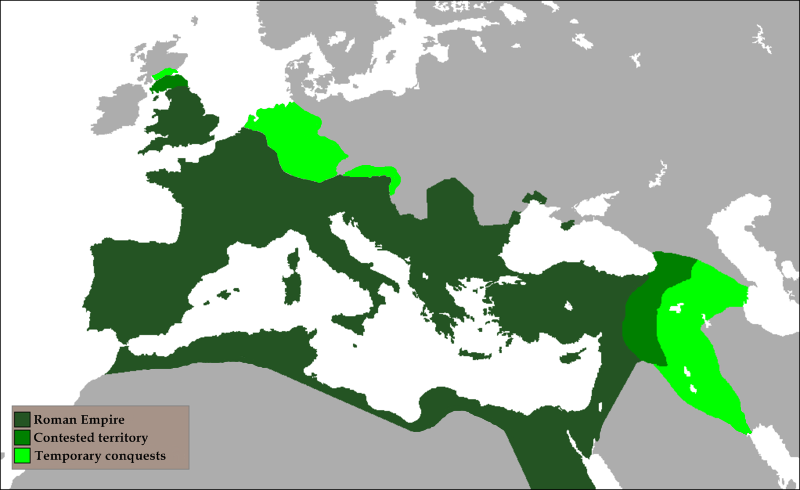 Roman Empire
Contested territory
Temporary conquests